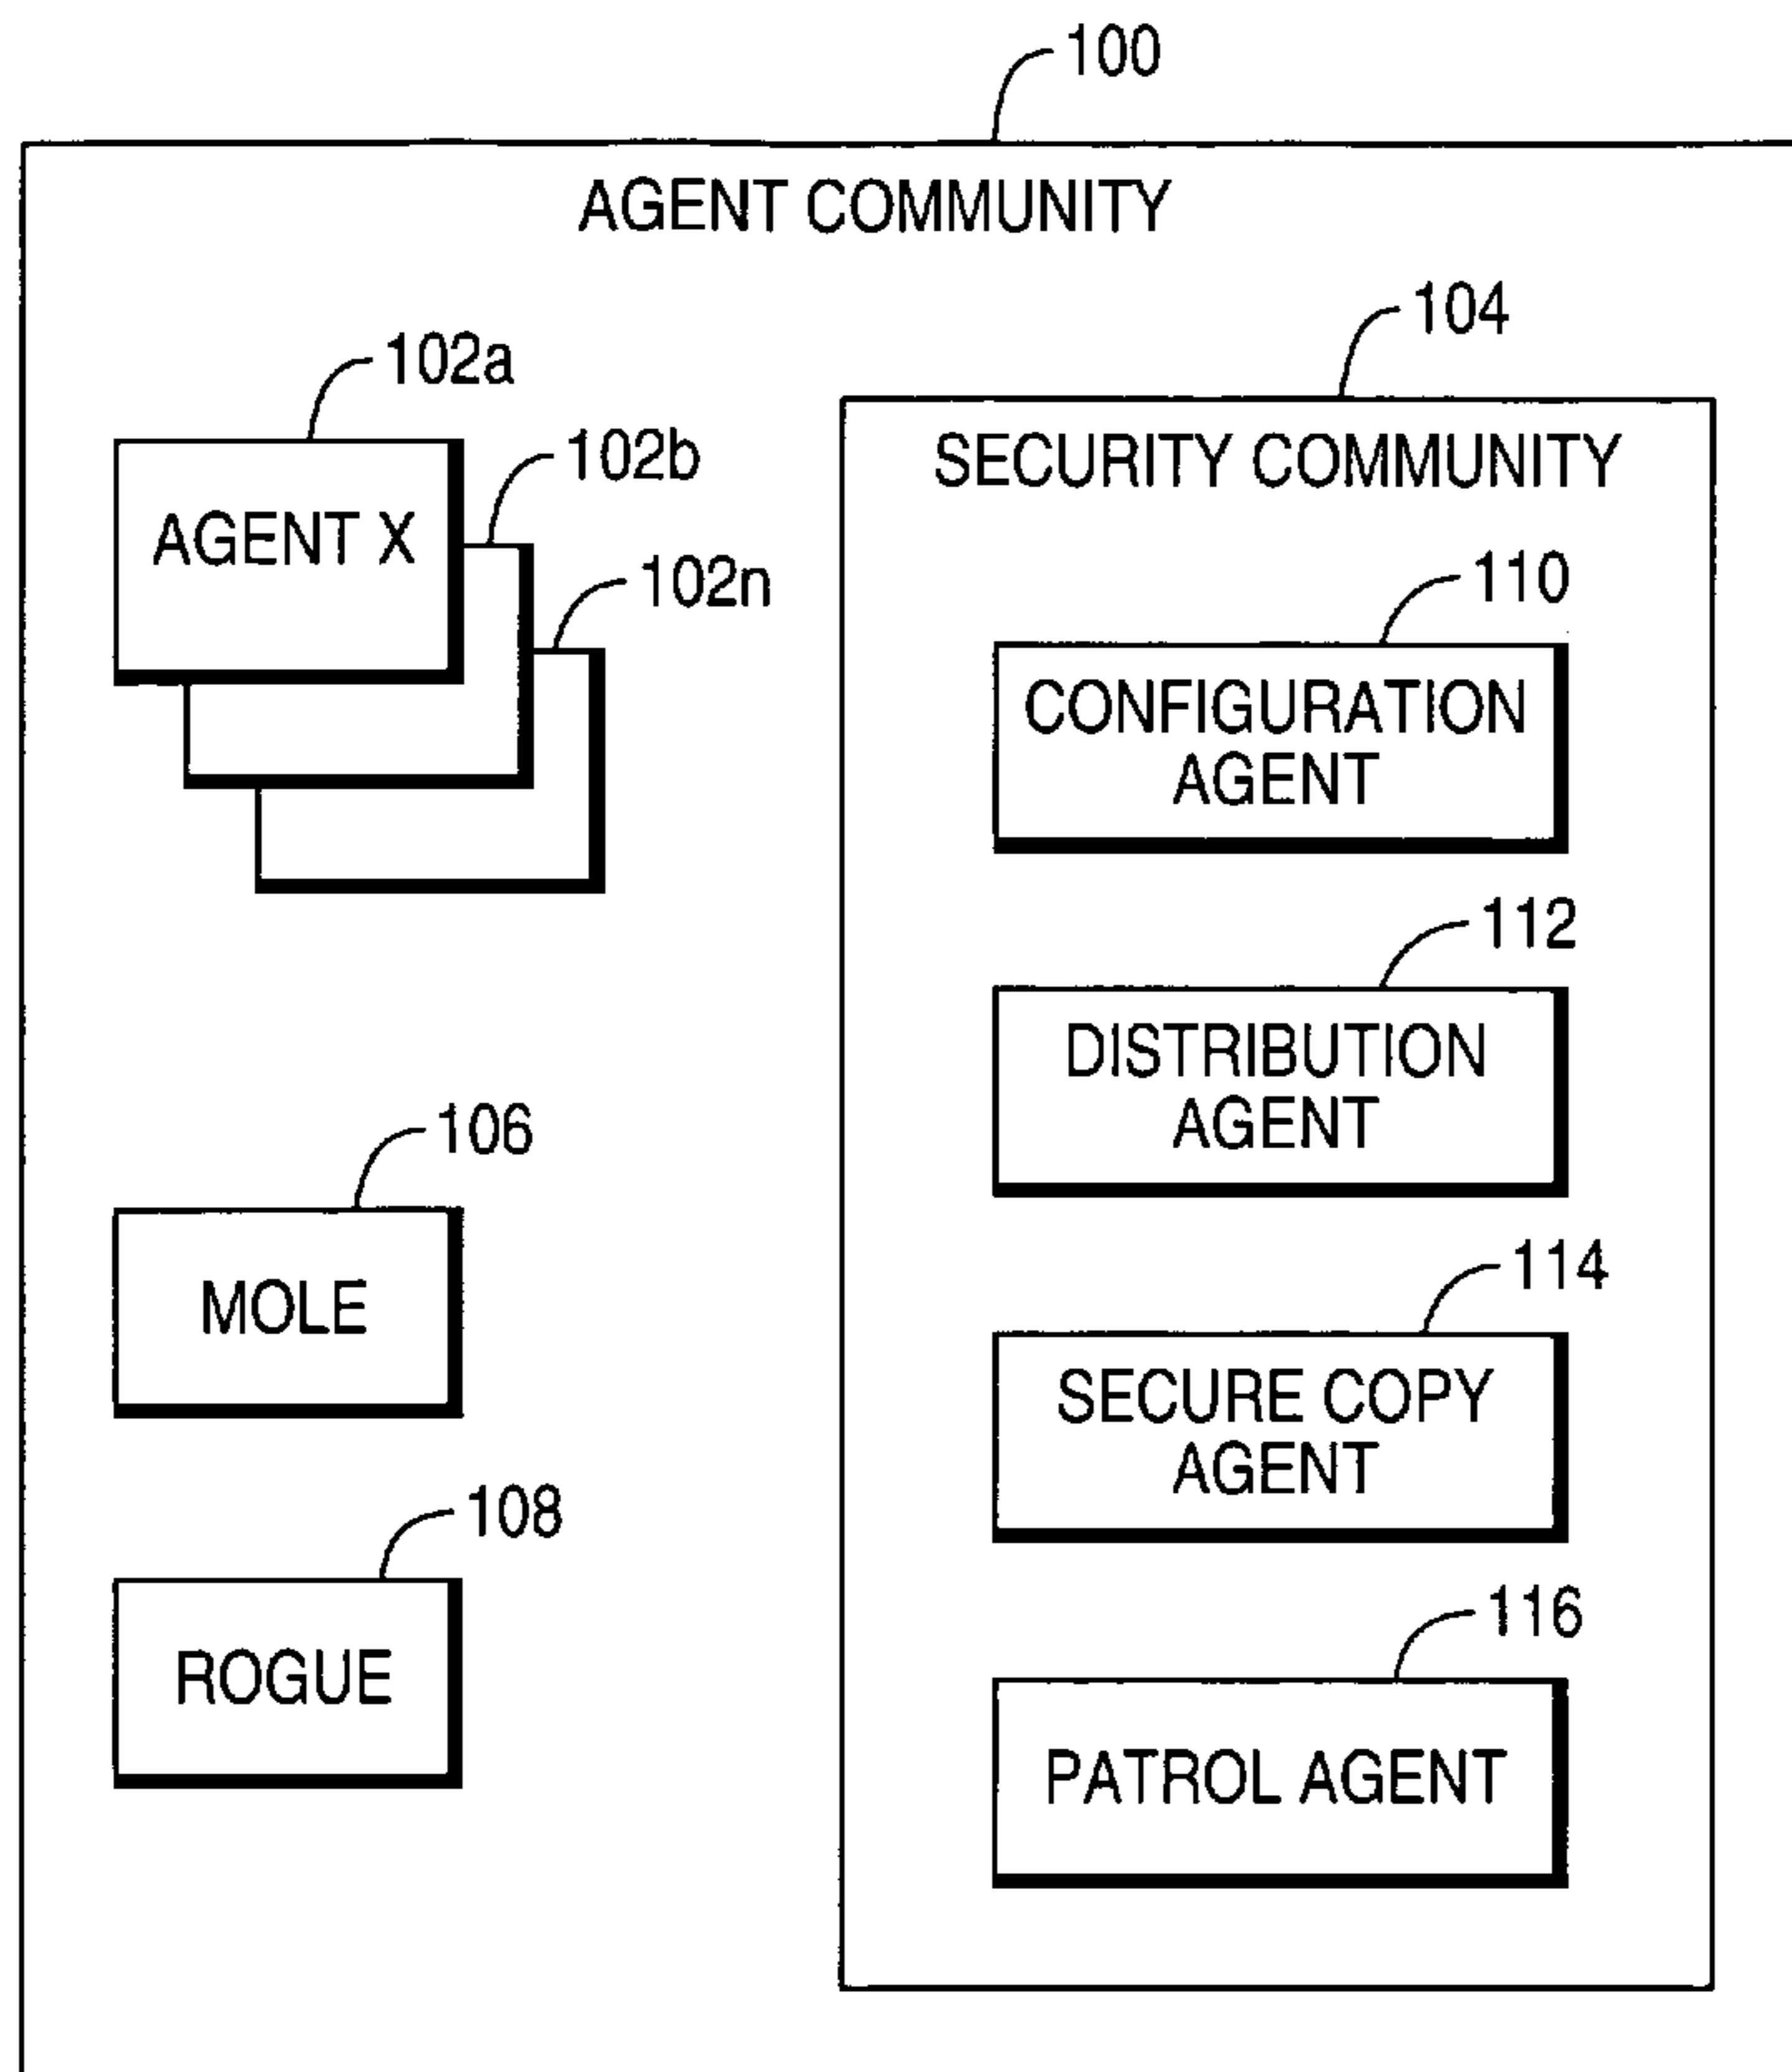 100
AGENT COMMUNITY
104
102a
SECURITY COMMUNITY
102b
AGENT X
102n
110
CONFIGURATION
AGENT
112
DISTRIBUTION
AGENT
106
MOLE
114
SECURE COPY
AGENT
108
ROGUE
116
PATROL AGENT